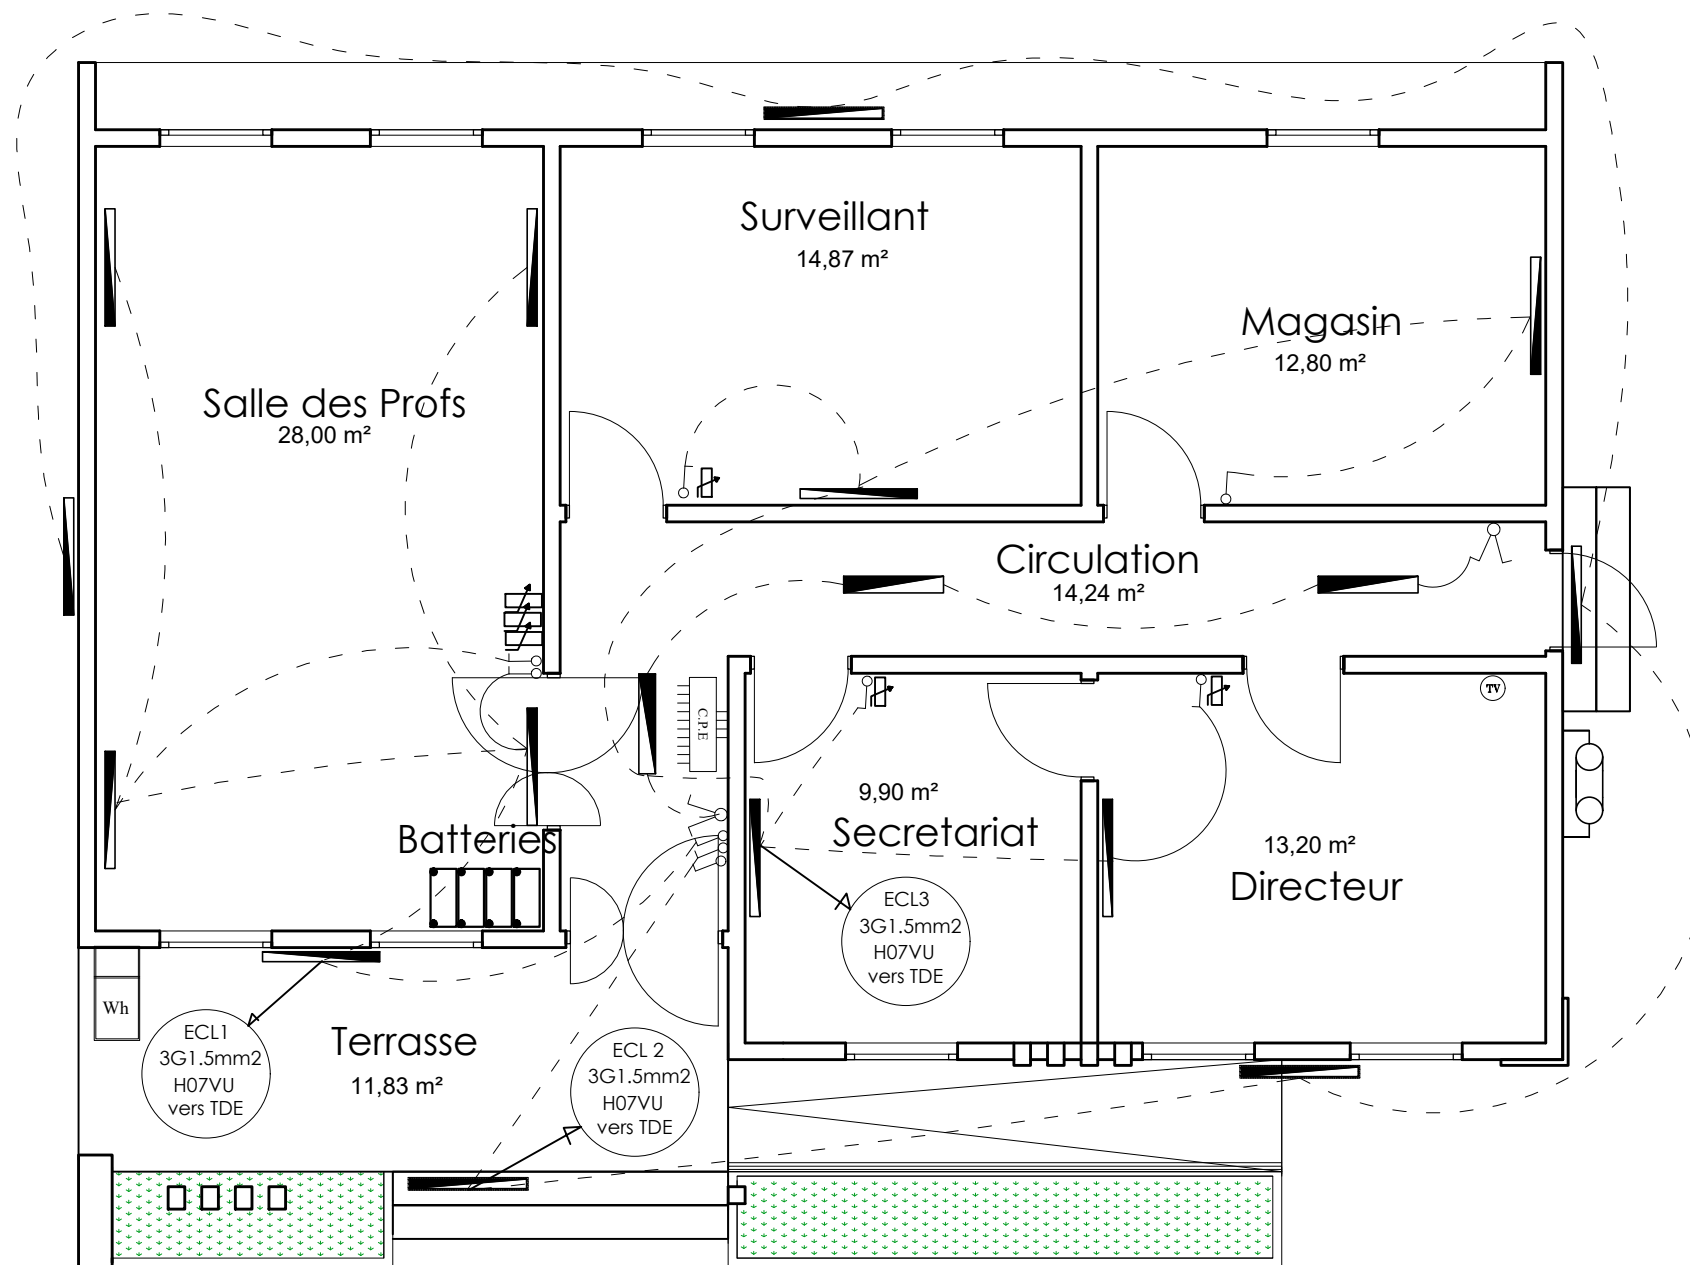 Surveillant
14,87 m²
Magasin
12,80 m²
Salle des Profs
28,00 m²
Circulation
14,24 m²
TV
C.P.E
9,90 m²
Secretariat
Batteries
13,20 m²
Directeur
ECL3
3G1.5mm2
H07VU
vers TDE
Wh
ECL1
3G1.5mm2
H07VU
vers TDE
Terrasse
11,83 m²
ECL 2
3G1.5mm2
H07VU
vers TDE